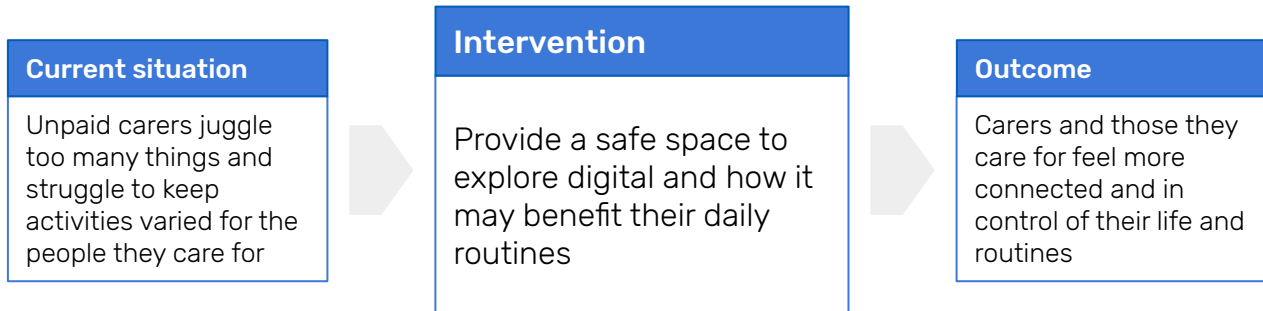 Current situation
Unpaid carers juggle
too many things and
struggle to keep
activities varied for the
people they care for
Intervention
Provide a safe space to
explore digital and how it
may benefit their daily
routines
Outcome
Carers and those they
care for feel more
connected and in
control of their life and
routines